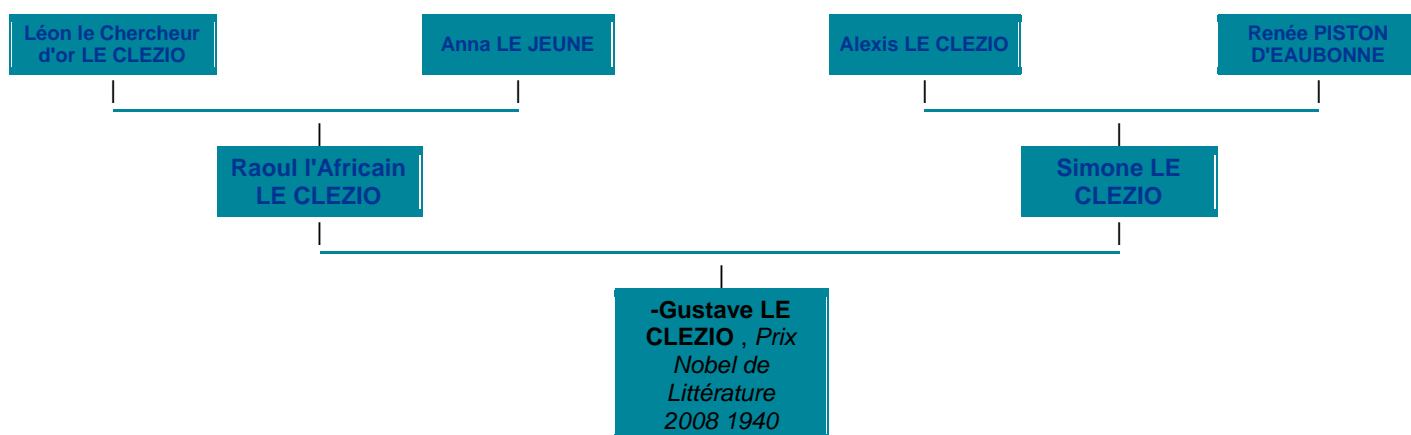 Léon le Chercheur
d'or LE CLEZIO
Anna LE JEUNE
Alexis LE CLEZIO
Renée PISTON
D'EAUBONNE
Raoul l'Africain
LE CLEZIO
Simone LE
CLEZIO
-Gustave LE
CLEZIO , Prix
Nobel de
Littérature
2008 1940